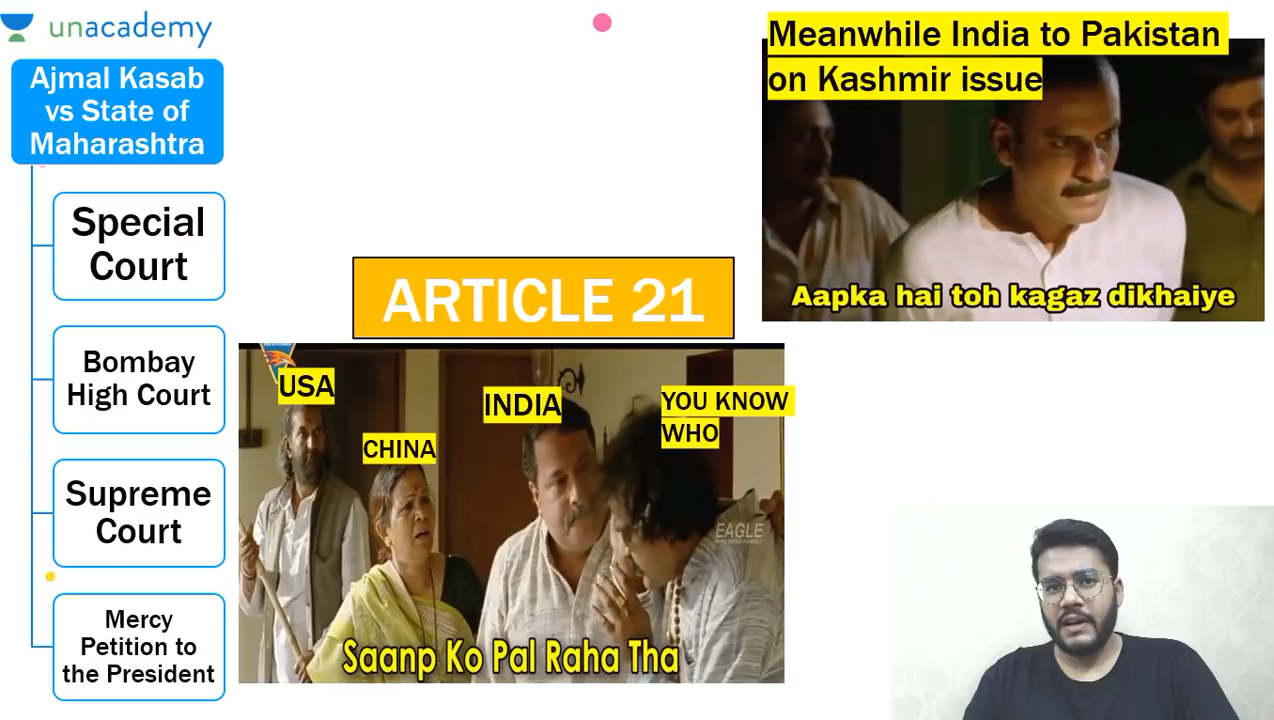 unacademy
Ajmal Kasab
vs State of
Maharashtra
Special
Court
Bombay
High Court
Supreme
Court
Mercy
Petition to
the President
ARTICLE 21
Meanwhile India to Pakistan
on Kashmir issue
Aapka hai toh kagaz dikhaiye
USA
CHINA
INDIA
YOU KNOW
WHO
EAGLE
Saanp Ko Pal Raha Tha